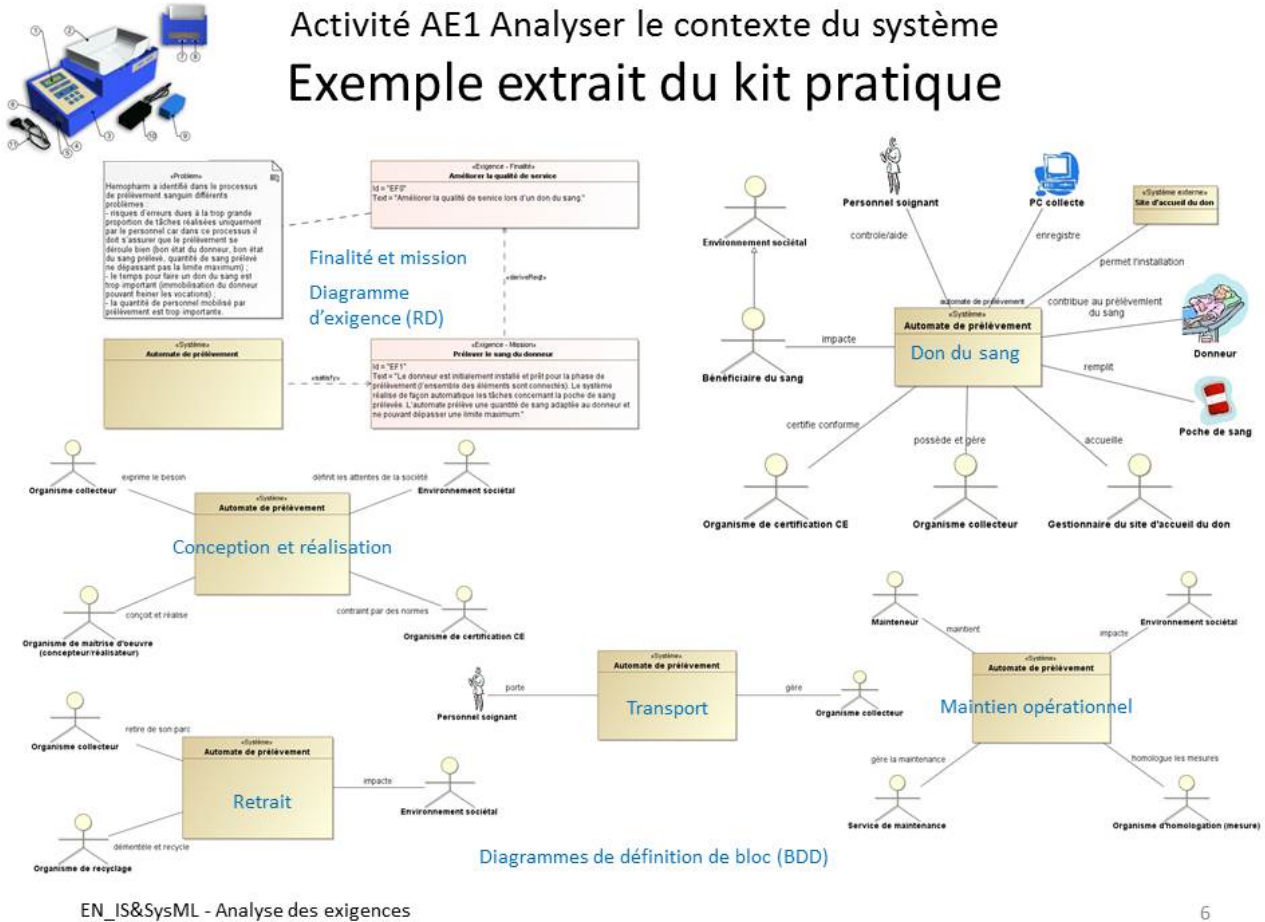 Activité AE1 Analyser le contexte du système
Exemple extrait du kit pratique
1
2
3
4
5
6
7
8
9
10
11
«Problem»
Hemopharm a identifié dans le processus
de prélèvement sanguin différents
problèmes :
- risques d'erreurs dues à la trop grande
proportion de tâches réalisées uniquement
par le personnel car dans ce processus il
doit s'assurer que le prélèvement se
déroule bien (bon état du donneur, bon état
du sang prélevé, quantité de sang prélevé
ne dépassant pas la limite maximum) ;
- le temps pour faire un don du sang est
trop important (immobilisation du donneur
pouvant freiner les vocations) ;
- la quantité de personnel mobilisé par
prélèvement est trop importante.
«Exigence - Finalité»
Améliorer la qualité de service
Id = "EF0"
Text = "Améliorer la qualité de service lors d'un don du sang."
Finalité et mission
Diagramme
d'exigence (RD)
«deriveReqt»
«Système»
Automate de prélèvement
«satisfy»
«Exigence - Mission»
Prélever le sang du donneur
Id = "EF1"
Text = "Le donneur est initialement installé et prêt pour la phase de
prélèvement (l'ensemble des éléments sont connectés). Le système
réalise de façon automatique les tâches concernant la poche de sang
prélevée. L'automate prélève une quantité de sang adaptée au donneur et
ne pouvant dépasser une limite maximum."
Personnel soignant
PC collecte
«Système externe»
Site d'accueil du don
Environnement sociétal
controle/aide
enregistre
permet l'installation
automate de prélèvement
«Système»
Automate de prélèvement
Don du sang
contribue au prélèvement
du sang
Donneur
impacte
Bénéficiaire du sang
remplit
Poche de sang
certifie conforme
possède et gère
accueille
Organisme de certification CE
Organisme collecteur
Gestionnaire du site d'accueil du don
Organisme collecteur
exprime le besoin
définit les attentes de la société
Environnement sociétal
«Système»
Automate de prélèvement
Conception et réalisation
conçoit et réalise
contraint par des normes
Organisme de maîtrise d'oeuvre
(concepteur/réalisateur)
Organisme de certification CE
Personnel soignant
porte
«Système»
Automate de prélèvement
Transport
gère
Organisme collecteur
Mainteneur
maintient
impacte
Environnement sociétal
«Système»
Automate de prélèvement
Maintien opérationnel
gère la maintenance
homologue les mesures
Service de maintenance
Organisme d'homologation (mesure)
Organisme collecteur
retire de son parc
«Système»
Automate de prélèvement
Retrait
impacte
Environnement sociétal
démentèle et recycle
Organisme de recyclage
Diagrammes de définition de bloc (BDD)
EN_IS&SysML - Analyse des exigences
6